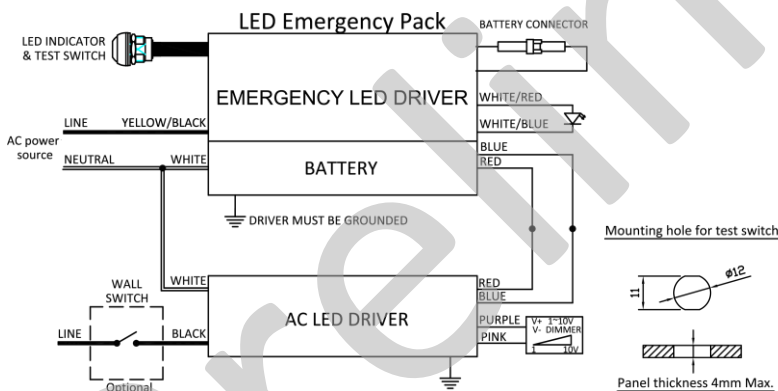 LED Emergency Pack
BATTERY CONNECTOR
LED INDICATOR
& TEST SWITCH
EMERGENCY LED DRIVER
WHITE/RED
WHITE/BLUE
LINE
YELLOW/BLACK
AC power
source
NEUTRAL
WHITE
BATTERY
BLUE
RED
DRIVER MUST BE GROUNDED
Mounting hole for test switch
11
ø12
WALL
SWITCH
WHITE
RED
BLUE
AC LED DRIVER
LINE
BLACK
PURPLE
PINK
V+ 1~10V
V- DIMMER
1 10V
Optional
Panel thickness 4mm Max.
relin